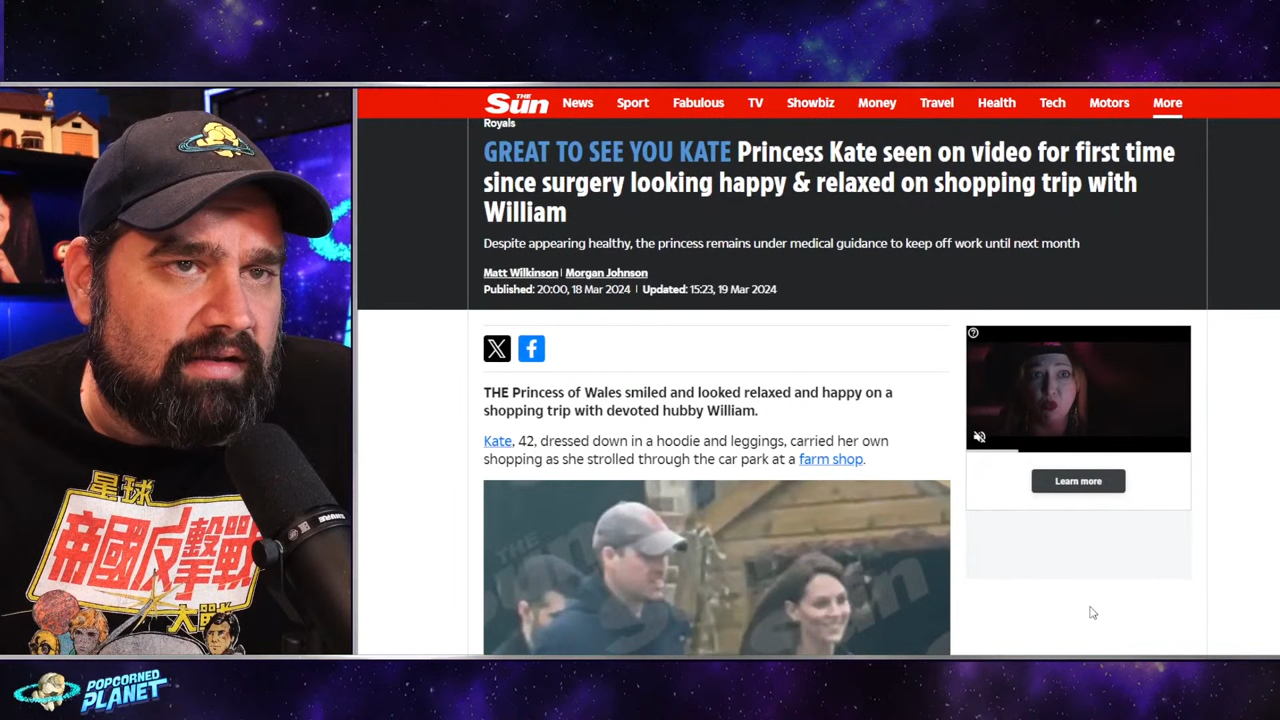 THE Sun
News Sport Fabulous TV Showbiz Money Travel Health Tech Motors More
Royals
GREAT TO SEE YOU KATE Princess Kate seen on video for first time
since surgery looking happy & relaxed on shopping trip with
William
Despite appearing healthy, the princess remains under medical guidance to keep off work until next month
Matt Wilkinson | Morgan Johnson
Published: 20:00, 18 Mar 2024 | Updated: 15:23, 19 Mar 2024
THE Princess of Wales smiled and looked relaxed and happy on a
shopping trip with devoted hubby William.
Kate, 42, dressed down in a hoodie and leggings, carried her own
shopping as she strolled through the car park at a farm shop.
Learn more
THE Sun
Sun
星球
帝國反擊戰
大戰
POPCORNED
PLANET